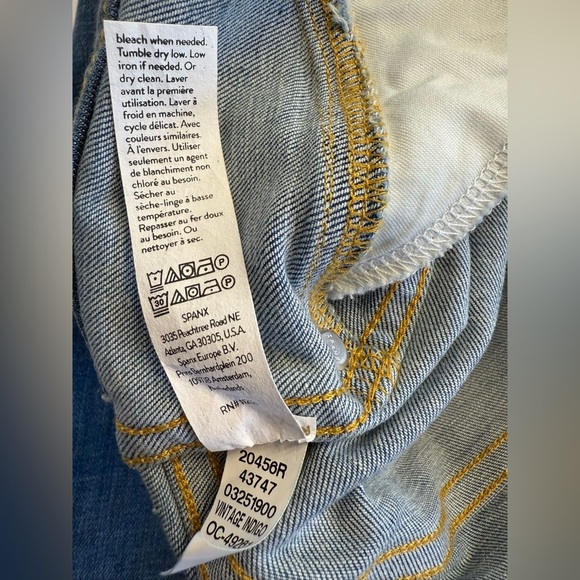 bleach when needed.
Tumble dry low. Low
iron if needed. Or
dry clean. Laver
avant la première
utilisation. Laver à
froid en machine,
cycle délicat. Avec
couleurs similaires.
À l'envers. Utiliser
seulement un agent
de blanchiment non
chloré au besoin.
Sécher au
sèche-linge à basse
température.
Repasser au fer doux
au besoin. Ou
nettoyer à sec.
P
30 P
SPANX
3035 Peachtree Road NE
Atlanta, GA 30305, U.S.A.
Spanx Europe B.V.
Prins Bernhardplein 200
Amsterdam,
RN#
20456R
43747
03251900
VINTAGE INDIGO